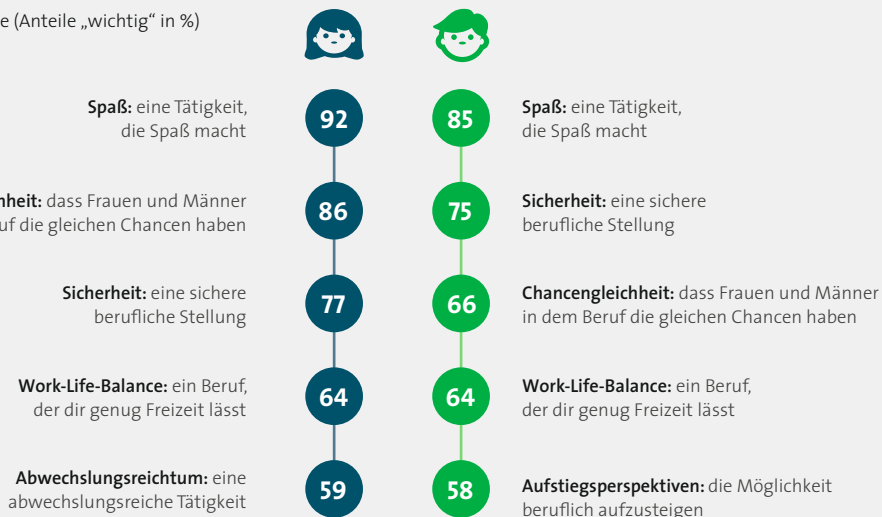 e (Anteile „wichtig“ in %)
Spaß: eine Tätigkeit,
die Spaß macht
92
85
Spaß: eine Tätigkeit,
die Spaß macht
nheit: dass Frauen und Männer
uf die gleichen Chancen haben
86
75
Sicherheit: eine sichere
berufliche Stellung
Sicherheit: eine sichere
berufliche Stellung
77
66
Chancengleichheit: dass Frauen und Männer
in dem Beruf die gleichen Chancen haben
Work-Life-Balance: ein Beruf,
der dir genug Freizeit lässt
64
64
Work-Life-Balance: ein Beruf,
der dir genug Freizeit lässt
Abwechslungsreichtum: eine
abwechslungsreiche Tätigkeit
59
58
Aufstiegsperspektiven: die Möglichkeit
beruflich aufzusteigen